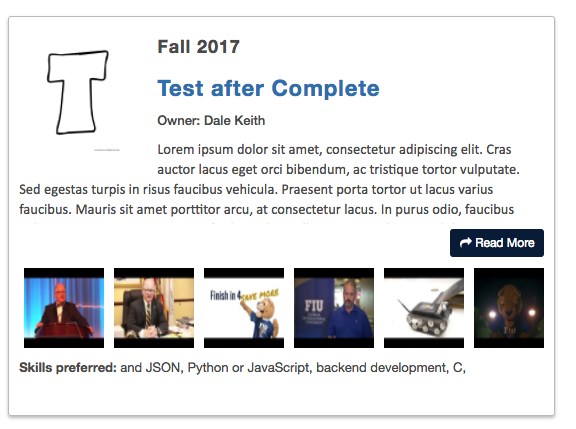 T
Fall 2017
Test after Complete
Owner: Dale Keith
Lorem ipsum dolor sit amet, consectetur adipiscing elit. Cras
auctor lacus eget orci bibendum, ac tristique tortor vulputate.
Sed egestas turpis in risus faucibus vehicula. Praesent porta tortor ut lacus varius
faucibus. Mauris sit amet porttitor arcu, at consectetur lacus. In purus odio, faucibus
Read More
Finish in 4
SAVE MORE
FIU
FIU
Skills preferred: and JSON, Python or JavaScript, backend development, C,